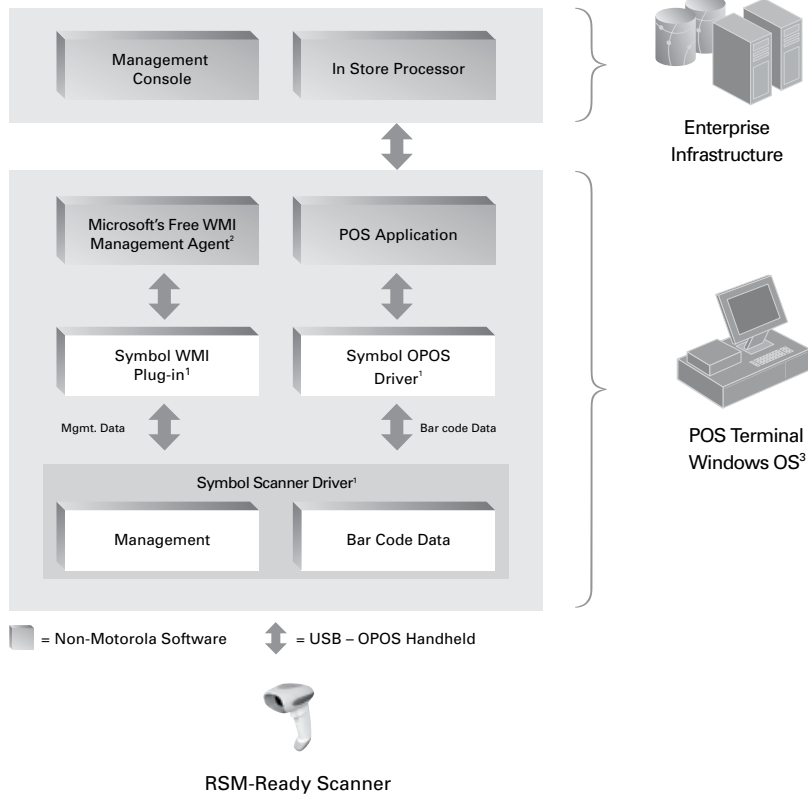 Management
Console
In Store Processor
Enterprise
Infrastructure
Microsoft's Free WMI
Management Agent²
POS Application
Symbol WMI
Plug-in¹
Symbol OPOS
Driver¹
Mgmt. Data
Bar code Data
POS Terminal
Windows OS³
Symbol Scanner Driver¹
Management
Bar Code Data
= Non-Motorola Software
= USB – OPOS Handheld
RSM-Ready Scanner